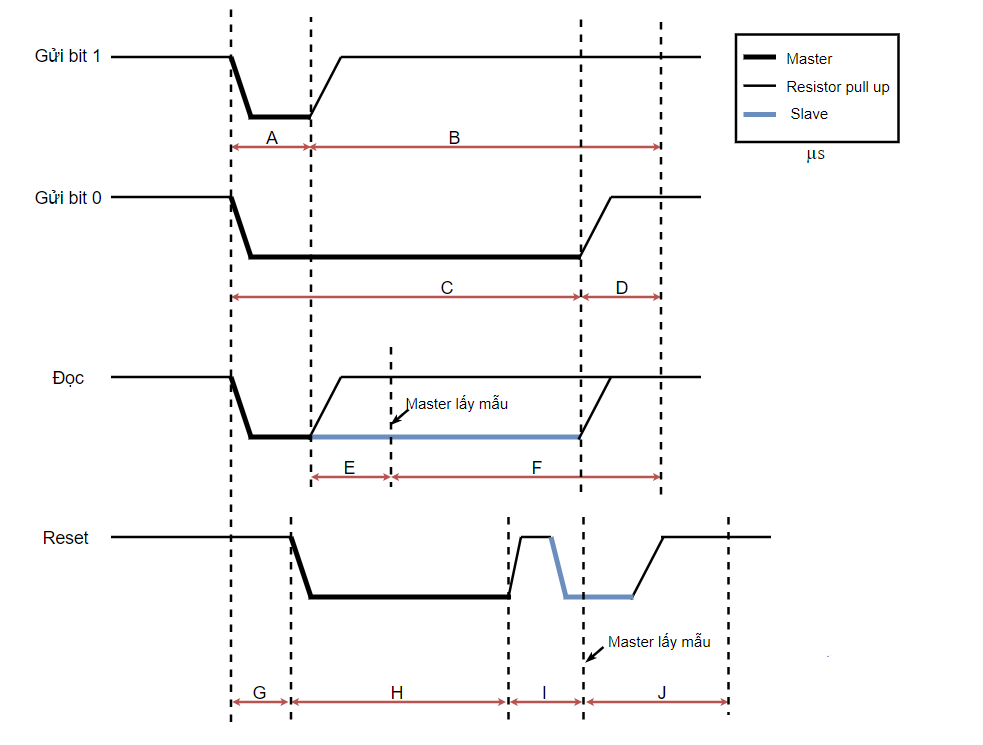 Gửi bit 1
Master
Resistor pull up
Slave
μs
A
B
Gửi bit 0
C
D
Đọc
Master lấy mẫu
E
F
Reset
Master lấy mẫu
G
H
I
J